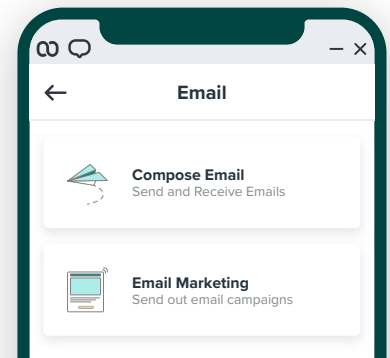 Email
Compose Email
Send and Receive Emails
Email Marketing
Send out email campaigns